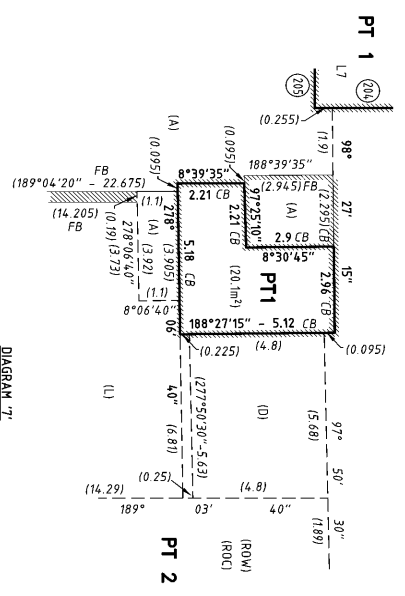 PT 1
L7
205
204
(0.255)
(1.9)
98°
27'
15"
(A)
(0.095)
188°39'35"
(2.945)FB
(2.295) CB
(A)
(0.095)
8°39'35"
FB
(189°04'20" - 22.675)
(1.1)
2.21 CB
2.21 CB
97°25'10"
2.9 CB
8°30'45"
2.96 CB
(14.205)
FB
(0.19) (3.73)
278°06'40"
(A)
(3.92)
(3.905)
278°
5.18 CB
(20.1m²)
PT1
(1.1)
8°06'40"
06'
188°27'15" - 5.12 CB
(0.225)
(4.8)
(0.095)
(L)
40"
(6.81)
(277°50'30"-5.63)
(D)
97°
(5.68)
50'
30"
(1.89)
(0.25)
(14.29)
(4.8)
189°
03'
40"
PT 2
(ROW)
(ROC)
DIAGRAM '7'